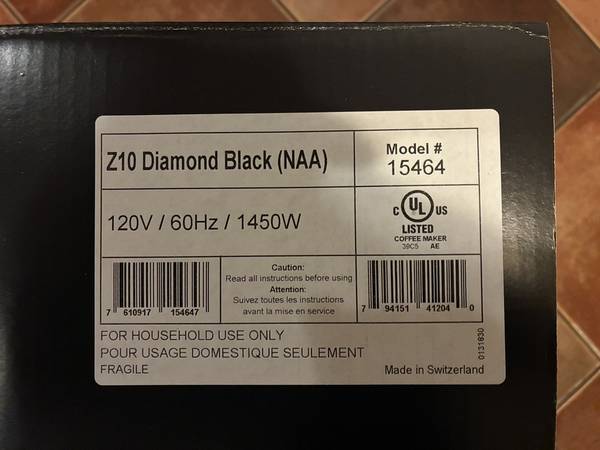 Z10 Diamond Black (NAA)
Model #
15464
120V / 60Hz / 1450W
C UL US
LISTED
COFFEE MAKER
39C5 AE
7 610917 154647
Caution:
Read all instructions before using
Attention:
Suivez toutes les instructions
avant la mise en service
7 94151 41204 0
FOR HOUSEHOLD USE ONLY
POUR USAGE DOMESTIQUE SEULEMENT
FRAGILE
Made in Switzerland
0131830